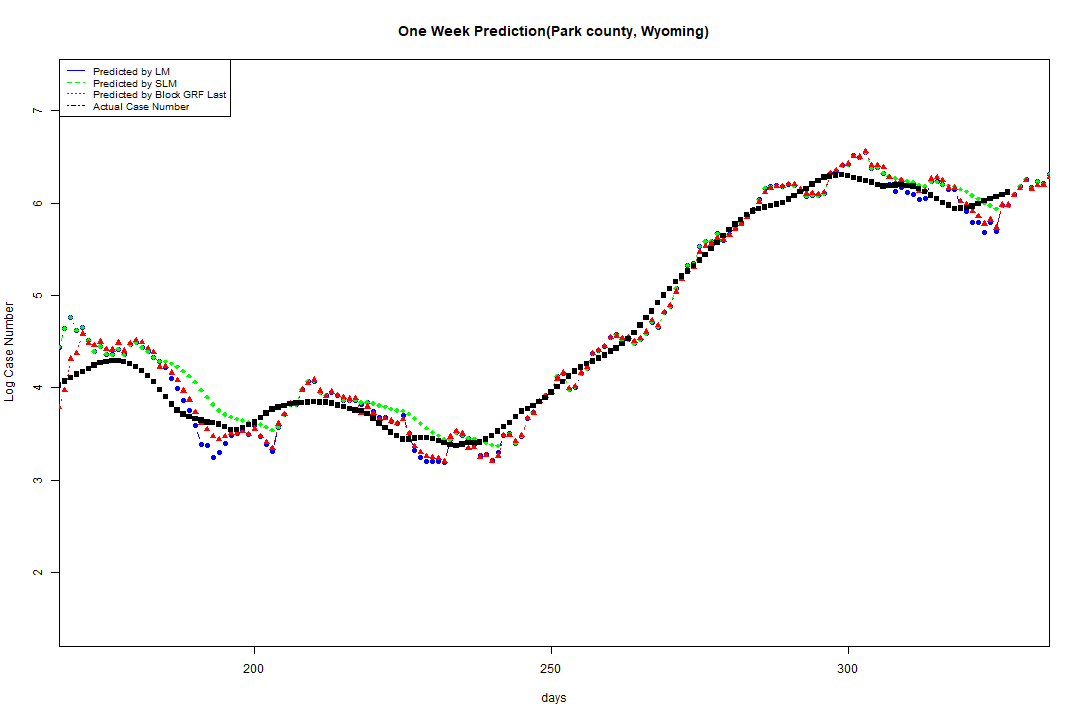 One Week Prediction(Park county, Wyoming)
Predicted by LM
Predicted by SLM
Predicted by Block GRF Last
Actual Case Number
7
6
5
4
3
2
Log Case Number
200
250
300
days